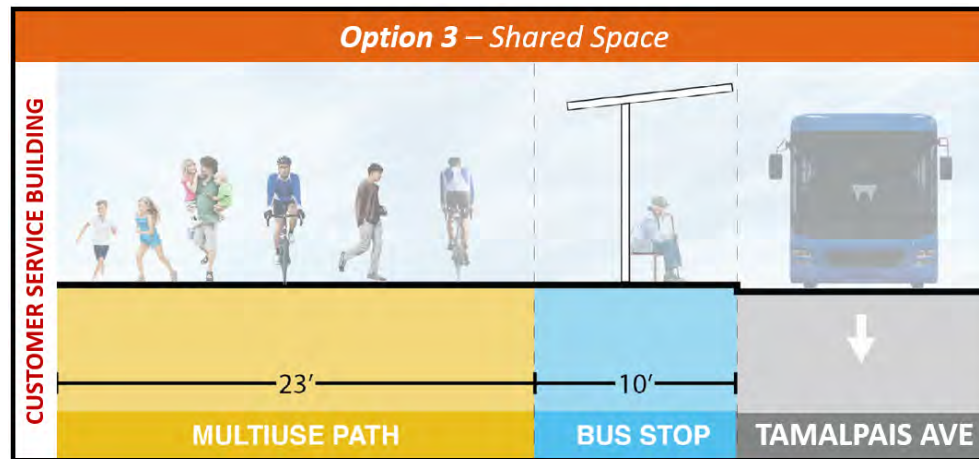 Option 3 – Shared Space
CUSTOMER SERVICE BUILDING
23'
10'
MULTIUSE PATH
BUS STOP
TAMALPAIS AVE